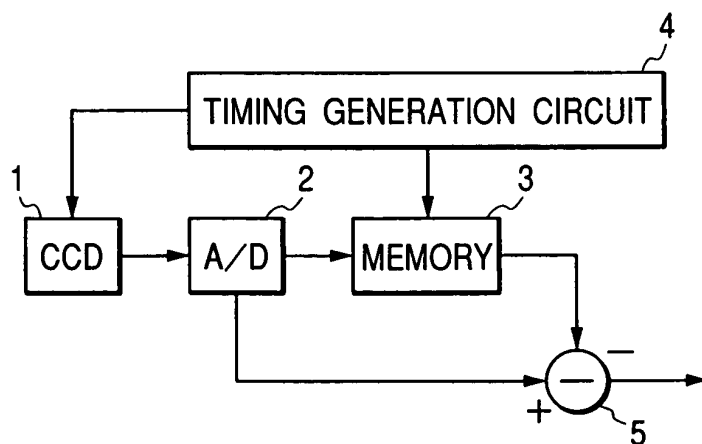 4
TIMING GENERATION CIRCUIT
1
2
3
CCD
A/D
MEMORY
−
−
+
5